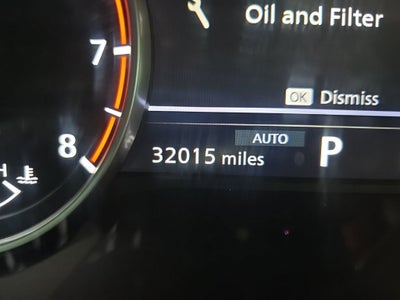 Oil and Filter
7
OK Dismiss
AUTO
8
32015 miles P
H